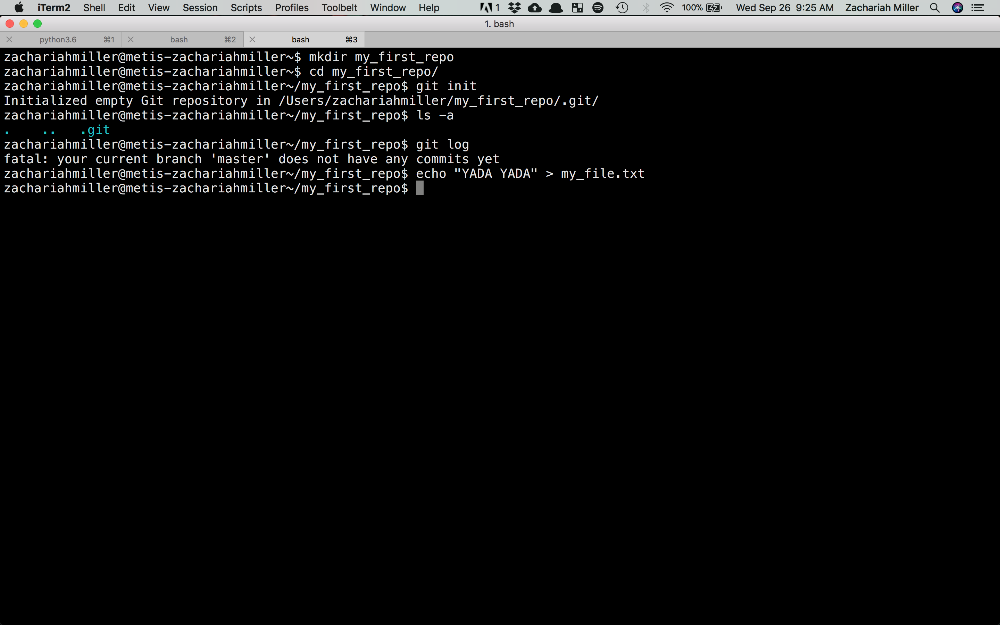 iTerm2 Shell Edit View Session Scripts Profiles Toolbelt Window Help 1 100% Wed Sep 26 9:25 AM Zachariah Miller
1. bash
python3.6 ⌘1 bash ⌘2 bash ⌘3
zachariahmiller@metis-zachariahmiller~$ mkdir my_first_repo
zachariahmiller@metis-zachariahmiller~$ cd my_first_repo/
zachariahmiller@metis-zachariahmiller~/my_first_repo$ git init
Initialized empty Git repository in /Users/zachariahmiller/my_first_repo/.git/
zachariahmiller@metis-zachariahmiller~/my_first_repo$ ls -a
. .. .git
zachariahmiller@metis-zachariahmiller~/my_first_repo$ git log
fatal: your current branch 'master' does not have any commits yet
zachariahmiller@metis-zachariahmiller~/my_first_repo$ echo "YADA YADA" > my_file.txt
zachariahmiller@metis-zachariahmiller~/my_first_repo$